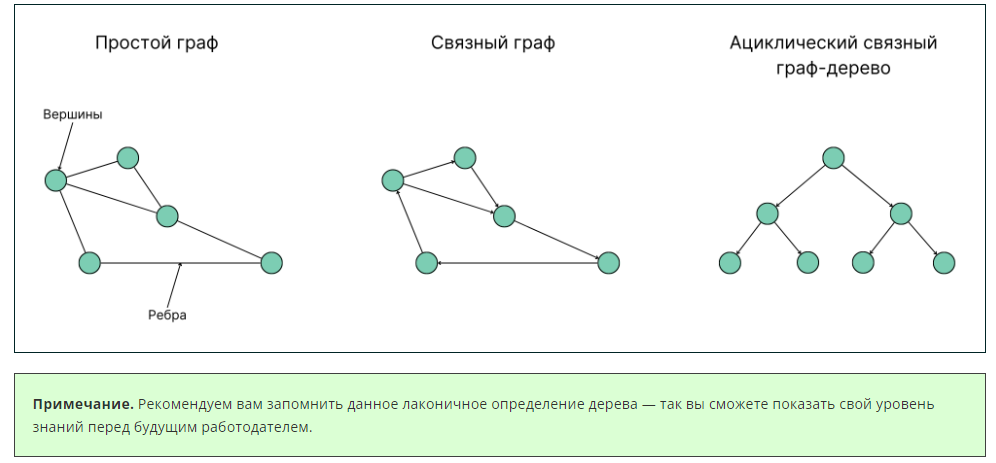 Простой граф
Связный граф
Ациклический связный
граф-дерево
Вершины
Ребра
Примечание. Рекомендуем вам запомнить данное лаконичное определение дерева — так вы сможете показать свой уровень
знаний перед будущим работодателем.